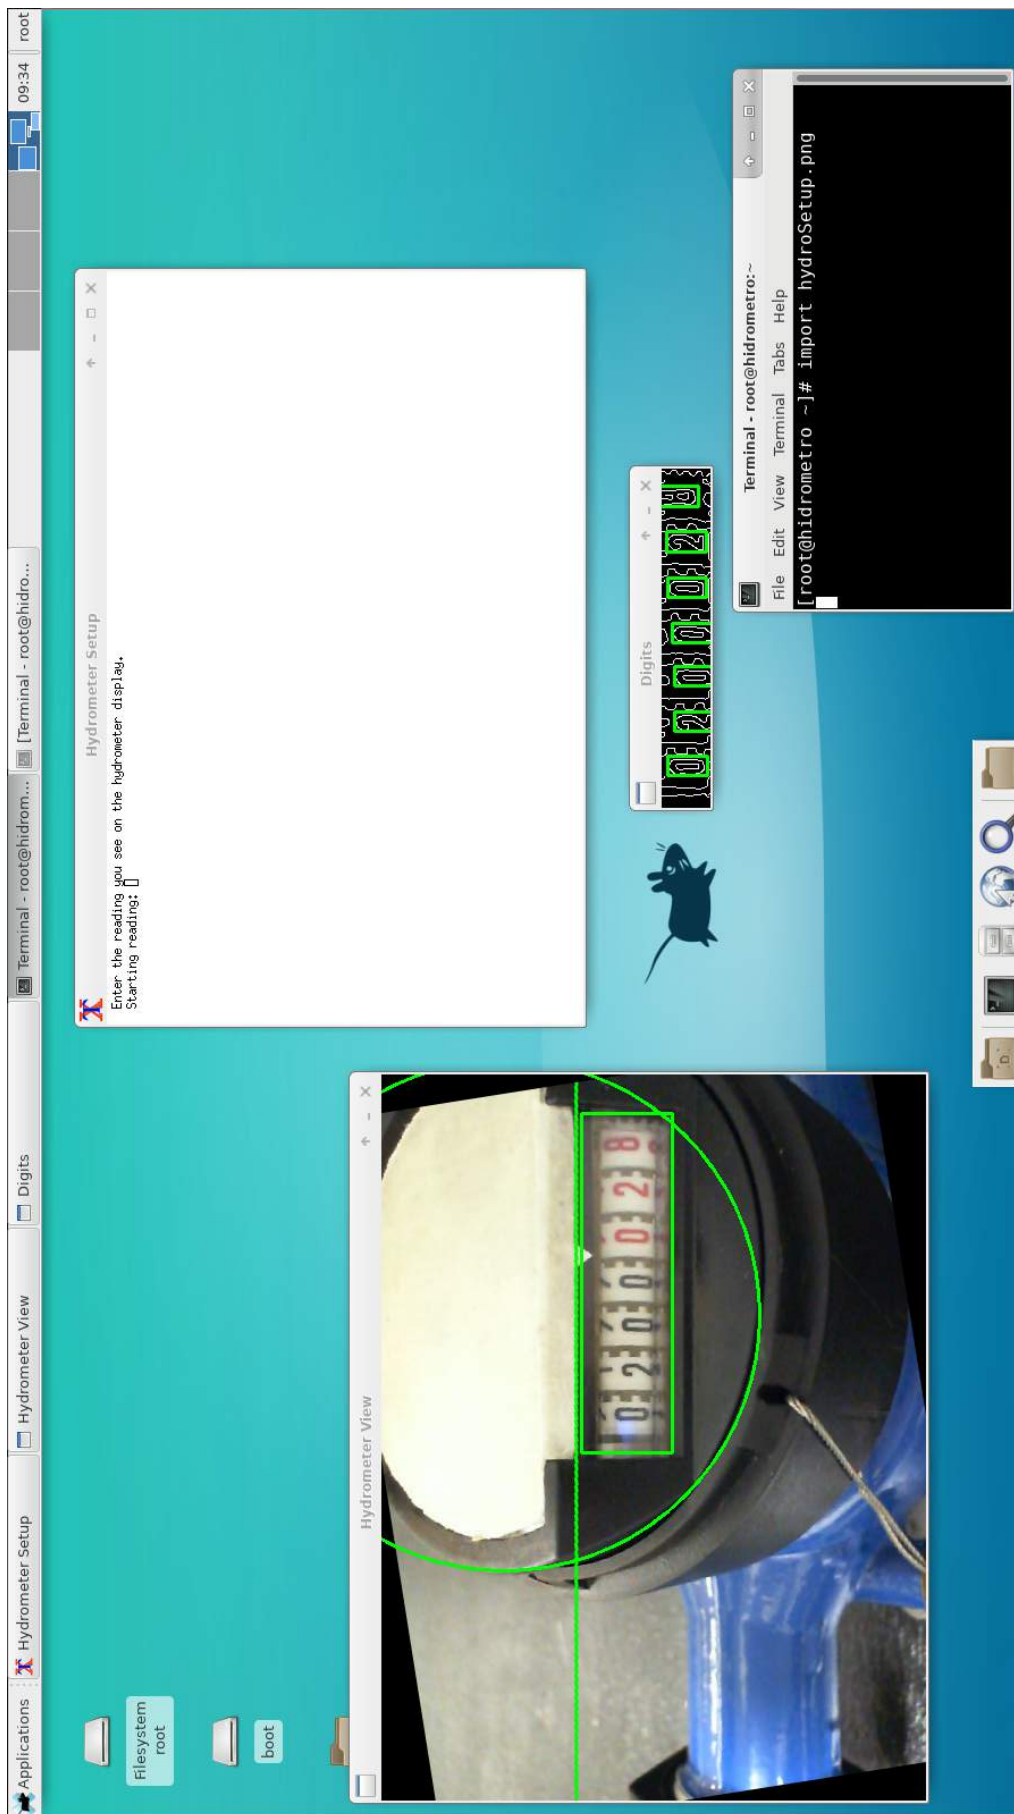 Applications
Hydrometer Setup
Hydrometer View
Digits
Terminal - root@hidrom...
[Terminal - root@hidro...
09:34
root
Filesystem
root
boot
Hydrometer View
0 2 0 0 0 2 8
Hydrometer Setup
Enter the reading you see on the hydrometer display.
Starting reading:
Digits
0 2 0 0 0 2
Terminal - root@hidrometro:~
File Edit View Terminal Tabs Help
[root@hidrometro ~]# import hydroSetup.png